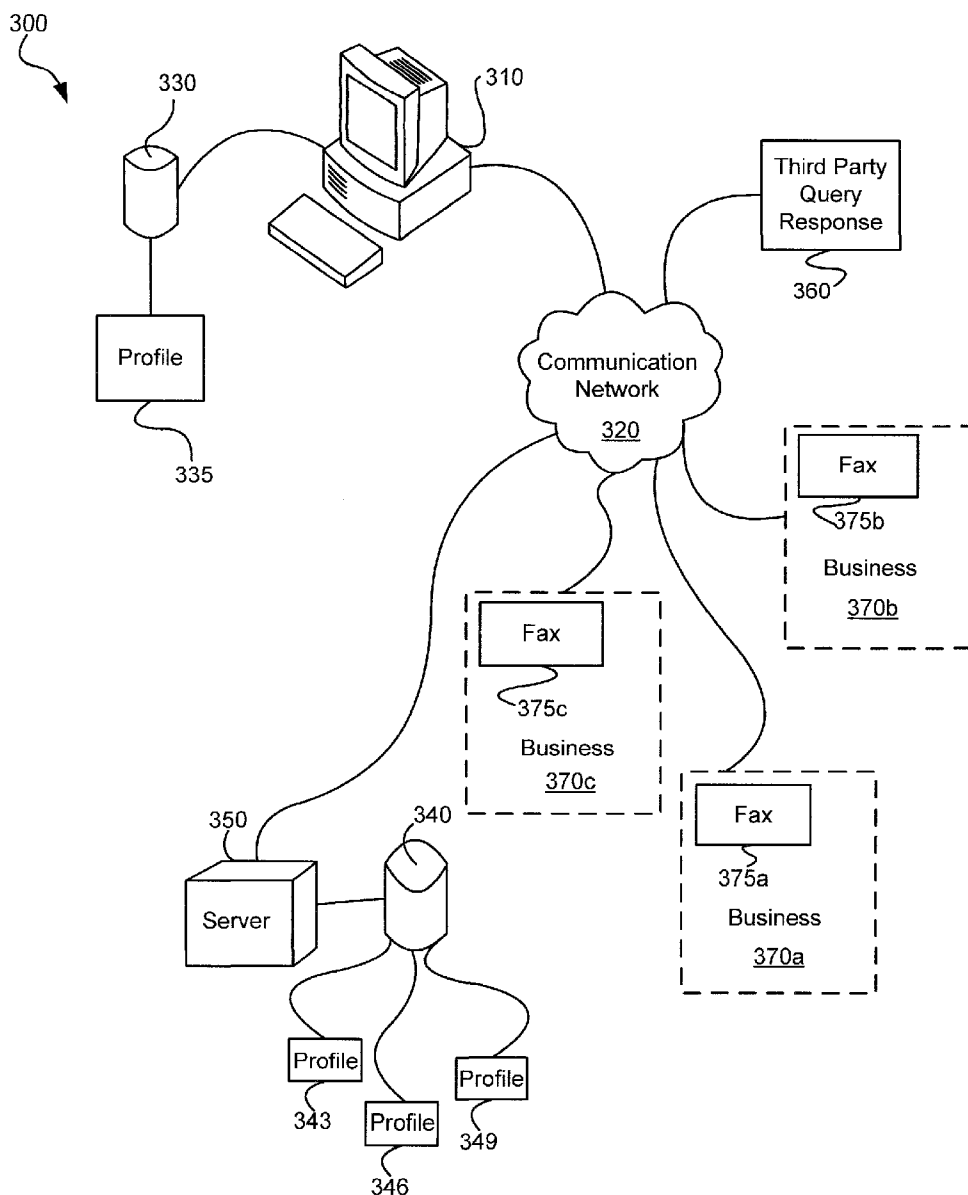 300
330
310
Third Party
Query
Response
360
Profile
335
Communication
Network
320
Fax
375b
Business
370b
Fax
375c
Business
370c
Fax
375a
Business
370a
350
340
Server
Profile
343
Profile
346
Profile
349